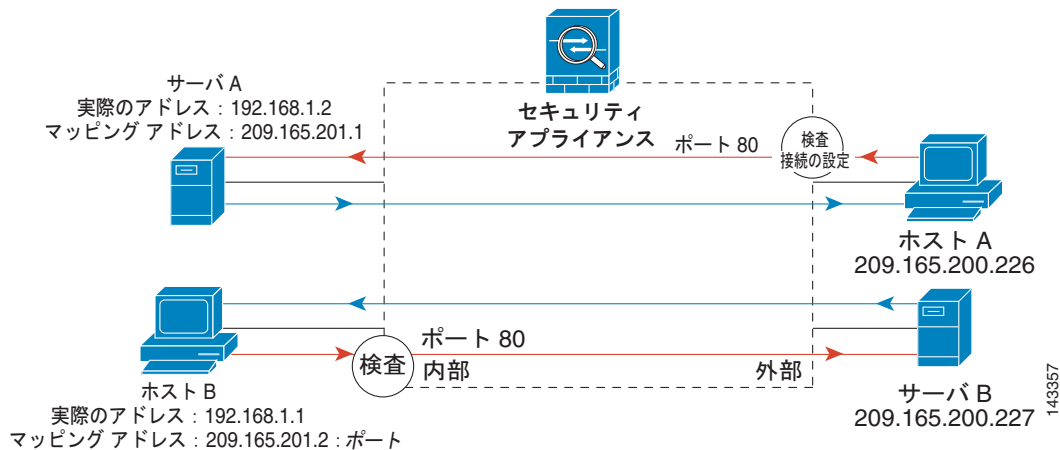 サーバ A
実際のアドレス : 192.168.1.2
マッピング アドレス : 209.165.201.1
セキュリティ
アプライアンス
ポート 80
検査
接続の設定
ホスト A
209.165.200.226
ポート 80
検査
内部
外部
ホスト B
実際のアドレス : 192.168.1.1
マッピング アドレス : 209.165.201.2 : ポート
サーバ B
209.165.200.227
143357